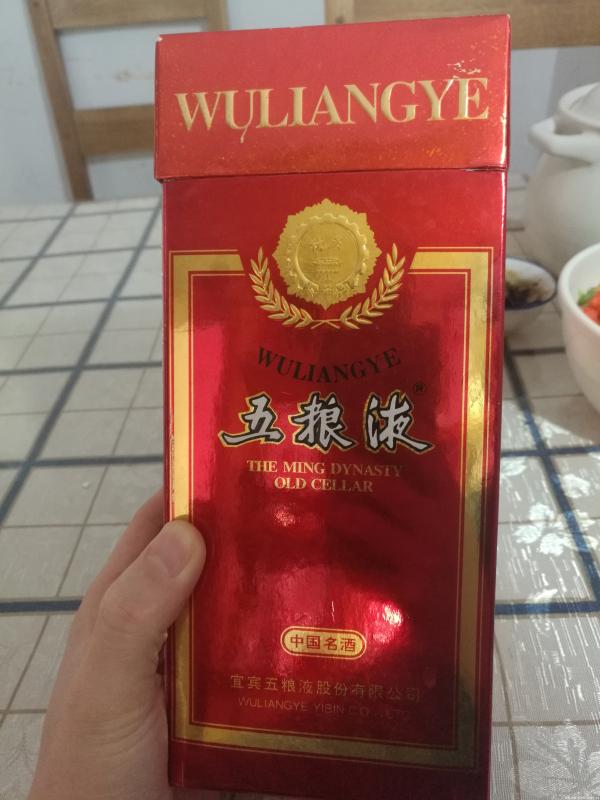 WULIANGYE
WULIANGYE
五粮液®
THE MING DYNASTY
OLD CELLAR
中国名酒
宜宾五粮液股份有限公司
WULIANGYE YIBIN CO.,LTD